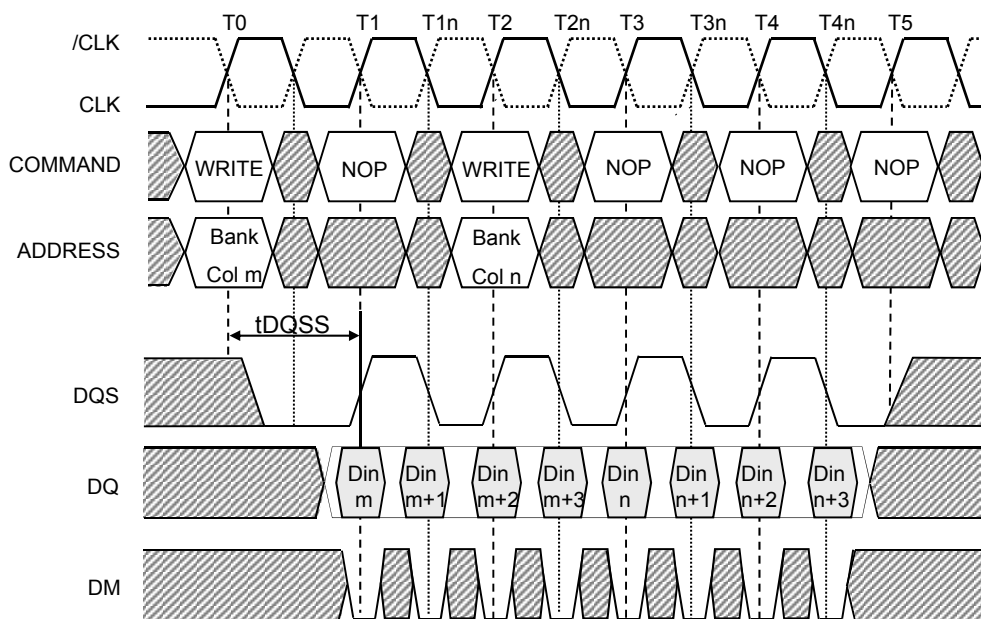 T0 T1 T1n T2 T2n T3 T3n T4 T4n T5
/CLK
CLK
COMMAND WRITE NOP WRITE NOP NOP NOP
ADDRESS
Bank
Col m
Bank
Col n
tDQSS
DQS
DQ
Din Din Din Din Din Din Din Din
m m+1 m+2 m+3 n n+1 n+2 n+3
DM